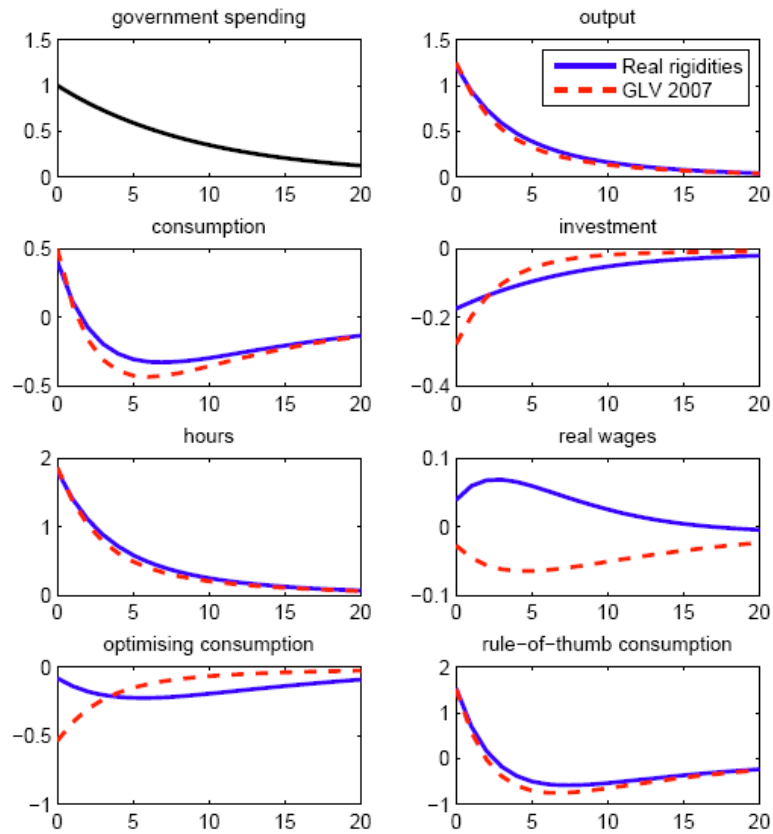 government spending
1.5
1
0.5
0
0 5 10 15 20
output
1.5
1
0.5
0
0 5 10 15 20
Real rigidities
GLV 2007
consumption
0.5
0
−0.5
0 5 10 15 20
investment
0
−0.2
−0.4
0 5 10 15 20
hours
2
1
0
0 5 10 15 20
real wages
0.1
0
−0.1
0 5 10 15 20
optimising consumption
0
−0.5
−1
0 5 10 15 20
rule−of−thumb consumption
2
1
0
−1
0 5 10 15 20